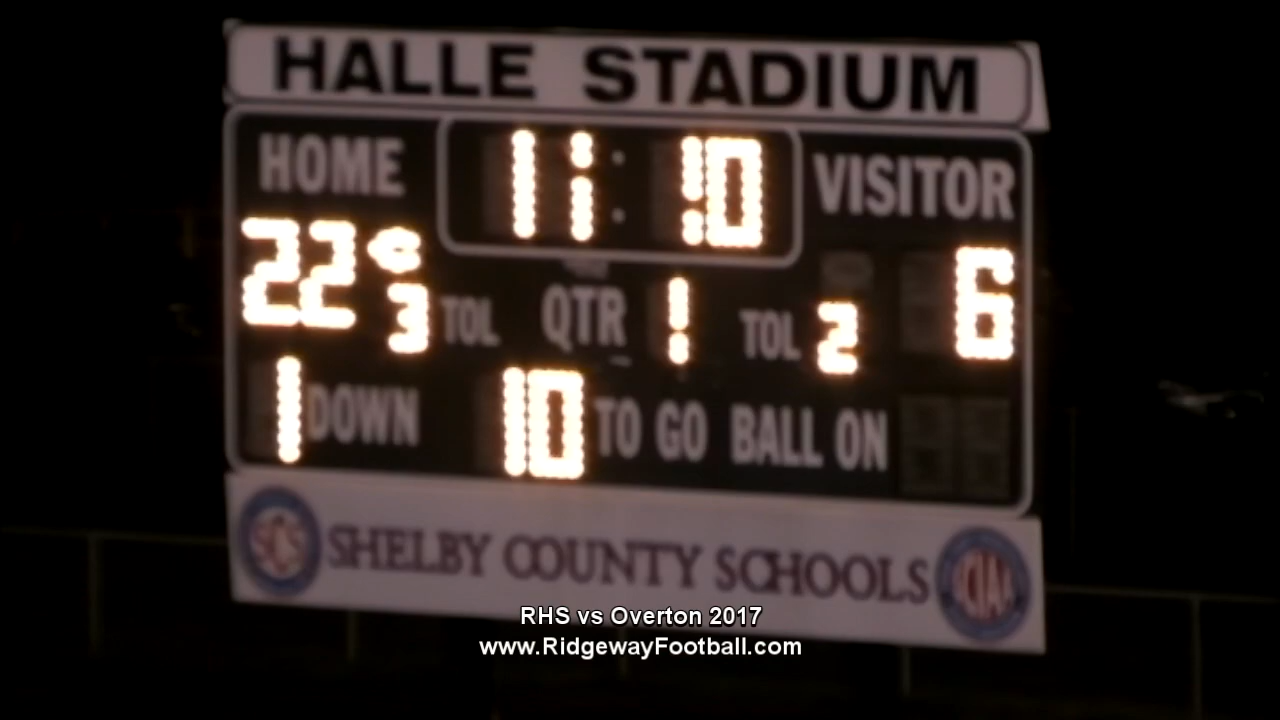 HALLE STADIUM
HOME 11:10 VISITOR
22 6
3 TOL QTR 1 TOL 2
1 DOWN 10 TO GO BALL ON
SHELBY COUNTY SCHOOLS
RHS vs Overton 2017
www.RidgewayFootball.com